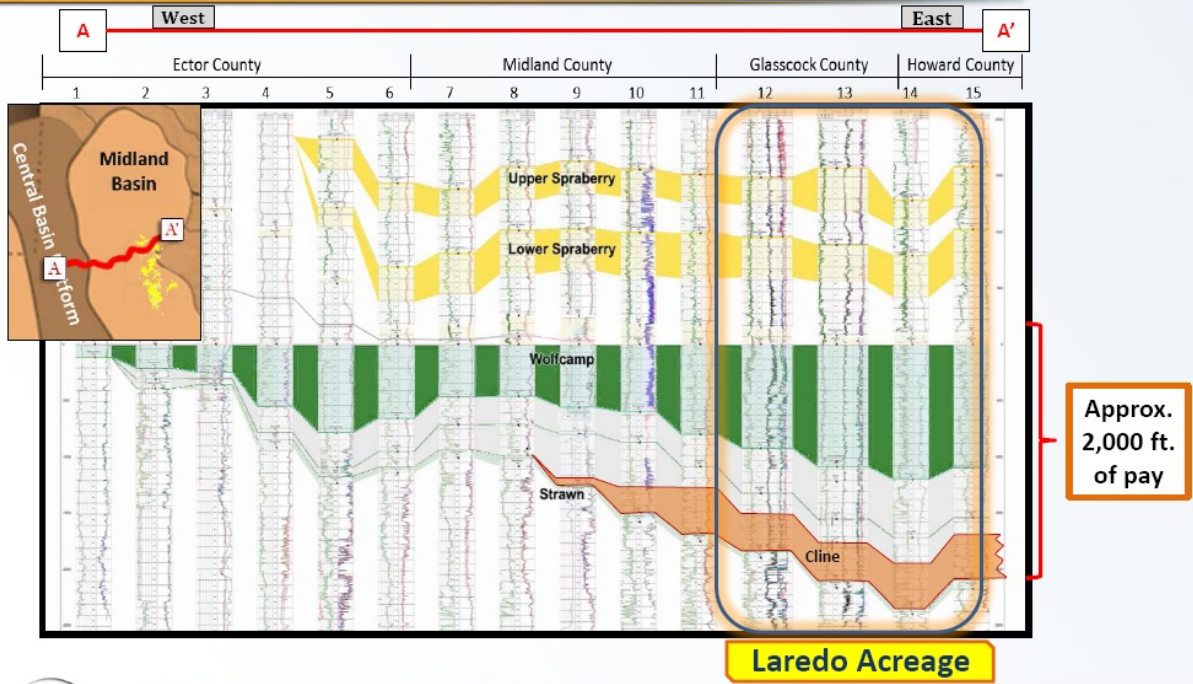 West
East
A
A'
Ector County
Midland County
Glasscock County
Howard County
1 2 3 4 5 6 7 8 9 10 11 12 13 14 15
Central Basin
tform
Midland
Basin
A'
A
Upper Spraberry
Lower Spraberry
Wolfcamp
Strawn
Cline
Approx.
2,000 ft.
of pay
Laredo Acreage